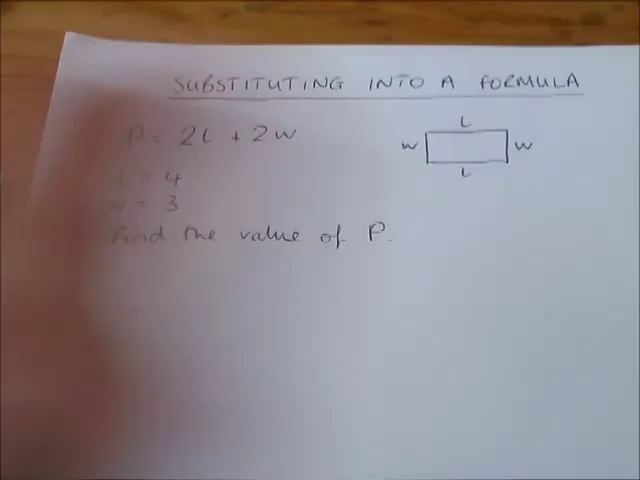 SUBSTITUTING INTO A FORMULA
P = 2L + 2W
L = 4
W = 3
Find the value of P.
L
W
W
L